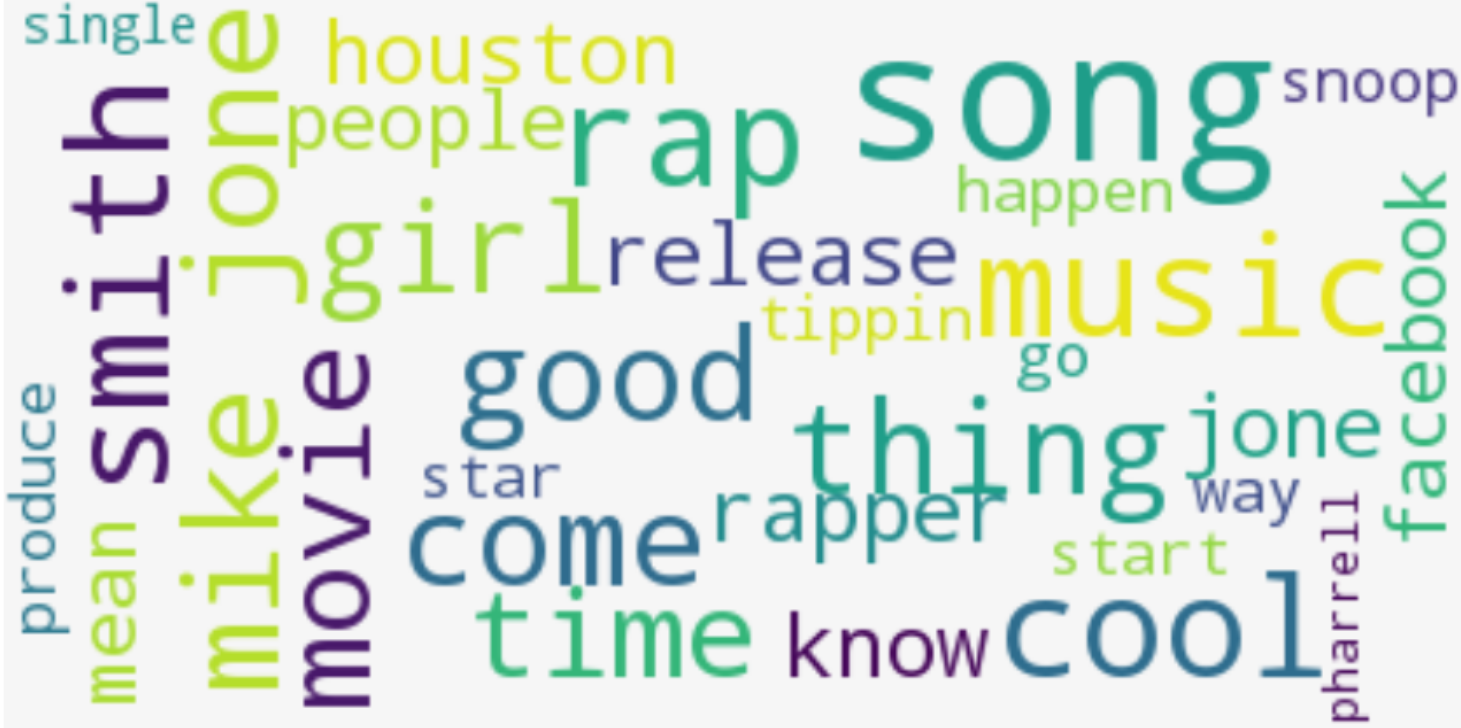 single
houston
song
snoop
people
rap
smith
mike jone
happen
girl
release
music
facebook
tippin
good
go
movie
thing
jone
produce
star
rapper
way
come
start
mean
time
know
cool
pharrell